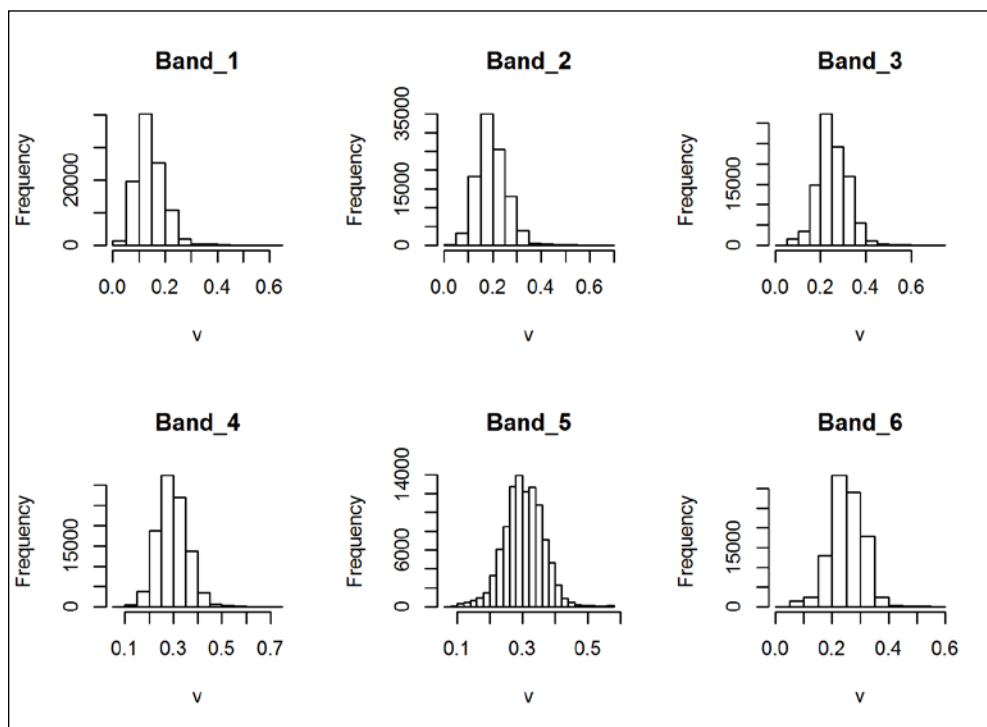 Band_1
Frequency
0 20000
0.0 0.2 0.4 0.6
v
Band_2
Frequency
0 15000 35000
0.0 0.2 0.4 0.6
v
Band_3
Frequency
0 15000
0.0 0.2 0.4 0.6
v
Band_4
Frequency
0 15000
0.1 0.3 0.5 0.7
v
Band_5
Frequency
0 6000 14000
0.1 0.3 0.5
v
Band_6
Frequency
0 15000
0.0 0.2 0.4 0.6
v